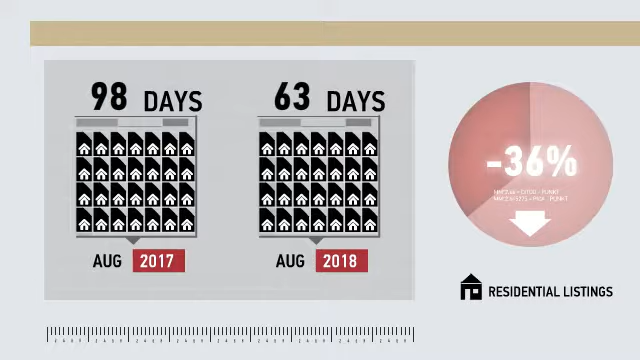 98 DAYS
AUG 2017
63 DAYS
AUG 2018
-36%
RESIDENTIAL LISTINGS